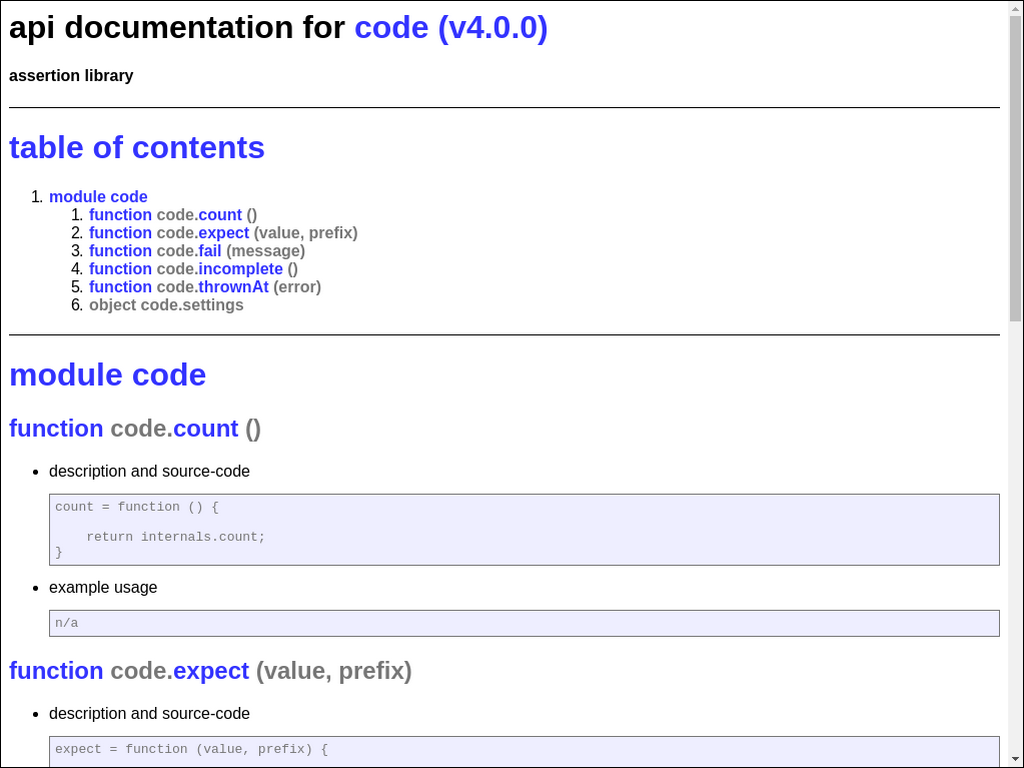 api documentation for code (v4.0.0)
assertion library
table of contents
1. module code
1. function code.count ()
2. function code.expect (value, prefix)
3. function code.fail (message)
4. function code.incomplete ()
5. function code.thrownAt (error)
6. object code.settings
module code
function code.count ()
description and source-code
count = function () {
return internals.count;
}
example usage
n/a
function code.expect (value, prefix)
description and source-code
expect = function (value, prefix) {